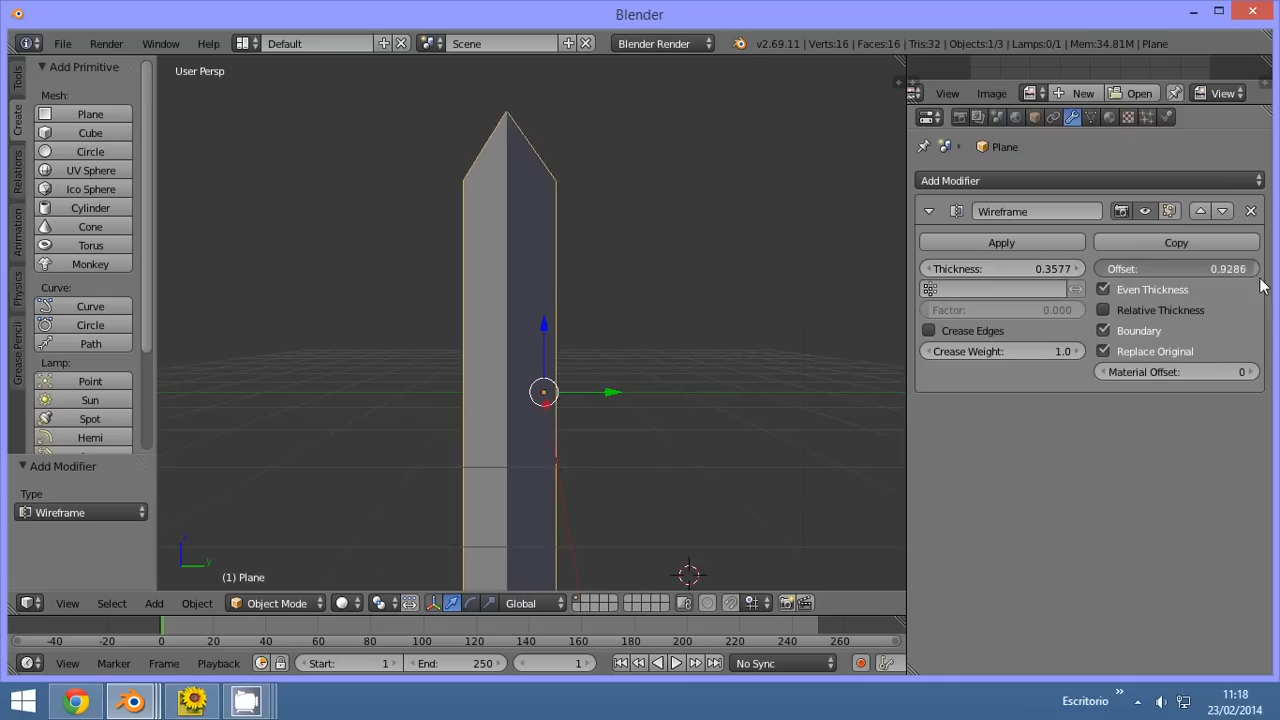 Blender
File Render Window Help Default Scene Blender Render v2.69.11 | Verts:16 | Faces:16 | Tris:32 | Objects:1/3 | Lamps:0/1 | Mem:34.81M | Plane
Tools
Create
Relations
Animation
Physics
Grease Pencil
Add Primitive
Mesh:
Plane
Cube
Circle
UV Sphere
Ico Sphere
Cylinder
Cone
Torus
Monkey
Curve:
Curve
Circle
Path
Lamp:
Point
Sun
Spot
Hemi
Add Modifier
Type
Wireframe
User Persp
z
Y
(1) Plane
View Select Add Object Object Mode Global
View Image New Open View
Plane
Add Modifier
Wireframe
Apply Copy
Thickness: 0.3577 Offset: 0.9286
Even Thickness
Factor: 0.000 Relative Thickness
Crease Edges Boundary
Crease Weight: 1.0 Replace Original
Material Offset: 0
-40 -20 0 20 40 60 80 100 120 140 160 180 200 220 240 260
View Marker Frame Playback Start: 1 End: 250 1 No Sync
Escritorio
11:18
23/02/2014